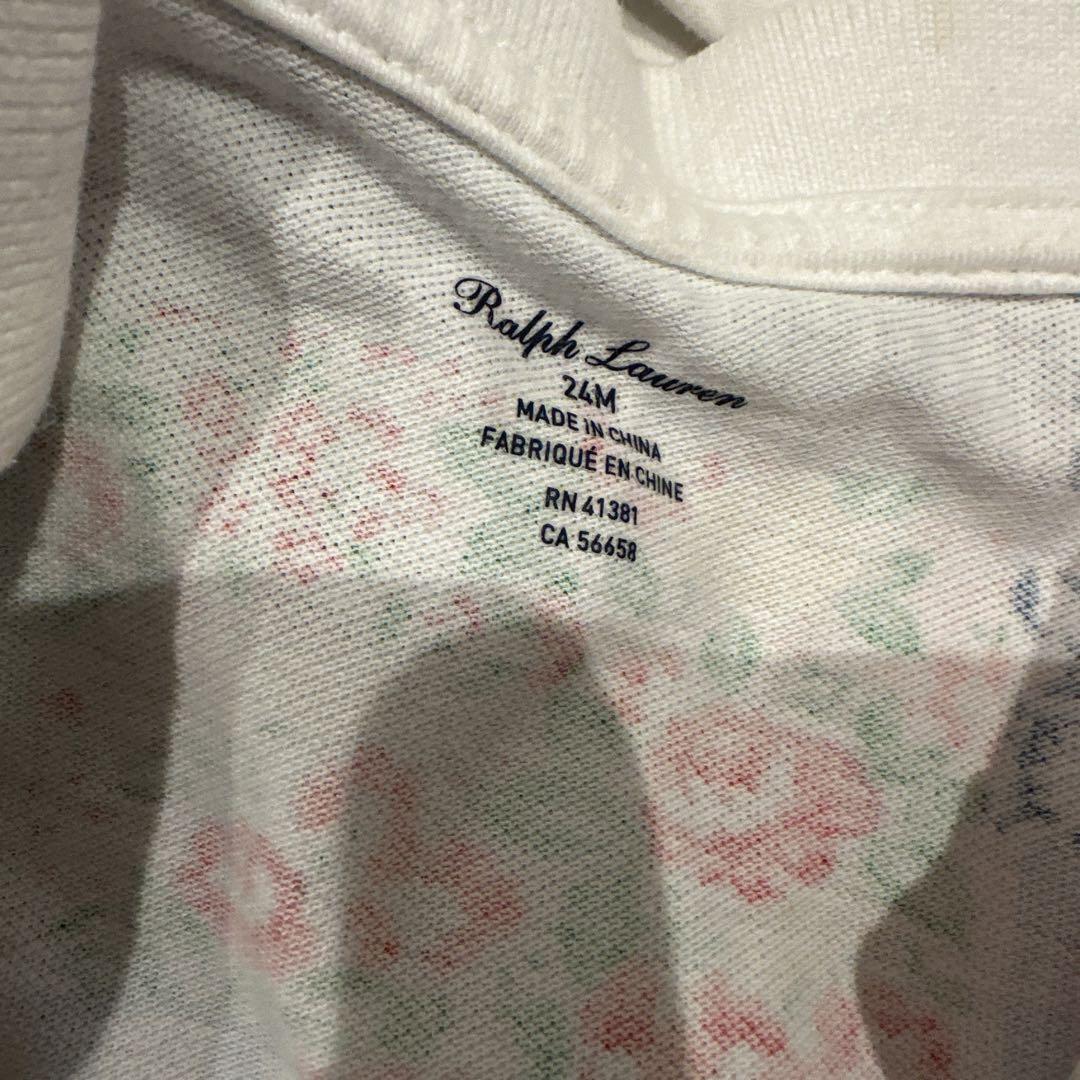 Ralph Lauren
24M
MADE IN CHINA
FABRIQUÉ EN CHINE
RN 41381
CA 56658